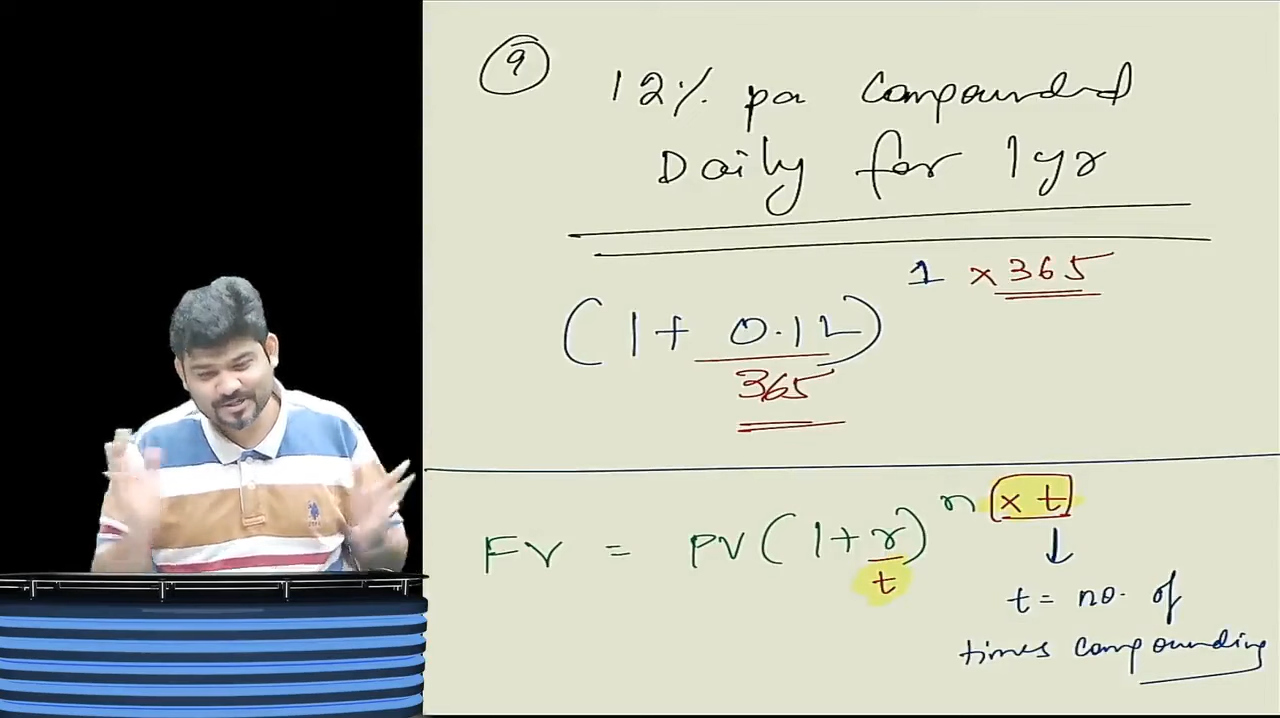 9
12% pa compounded
Daily for 1yr
(1 + 0.12/365)^1 × 365
FV = PV(1 + r/t)^n × t
t = no. of
times compounding